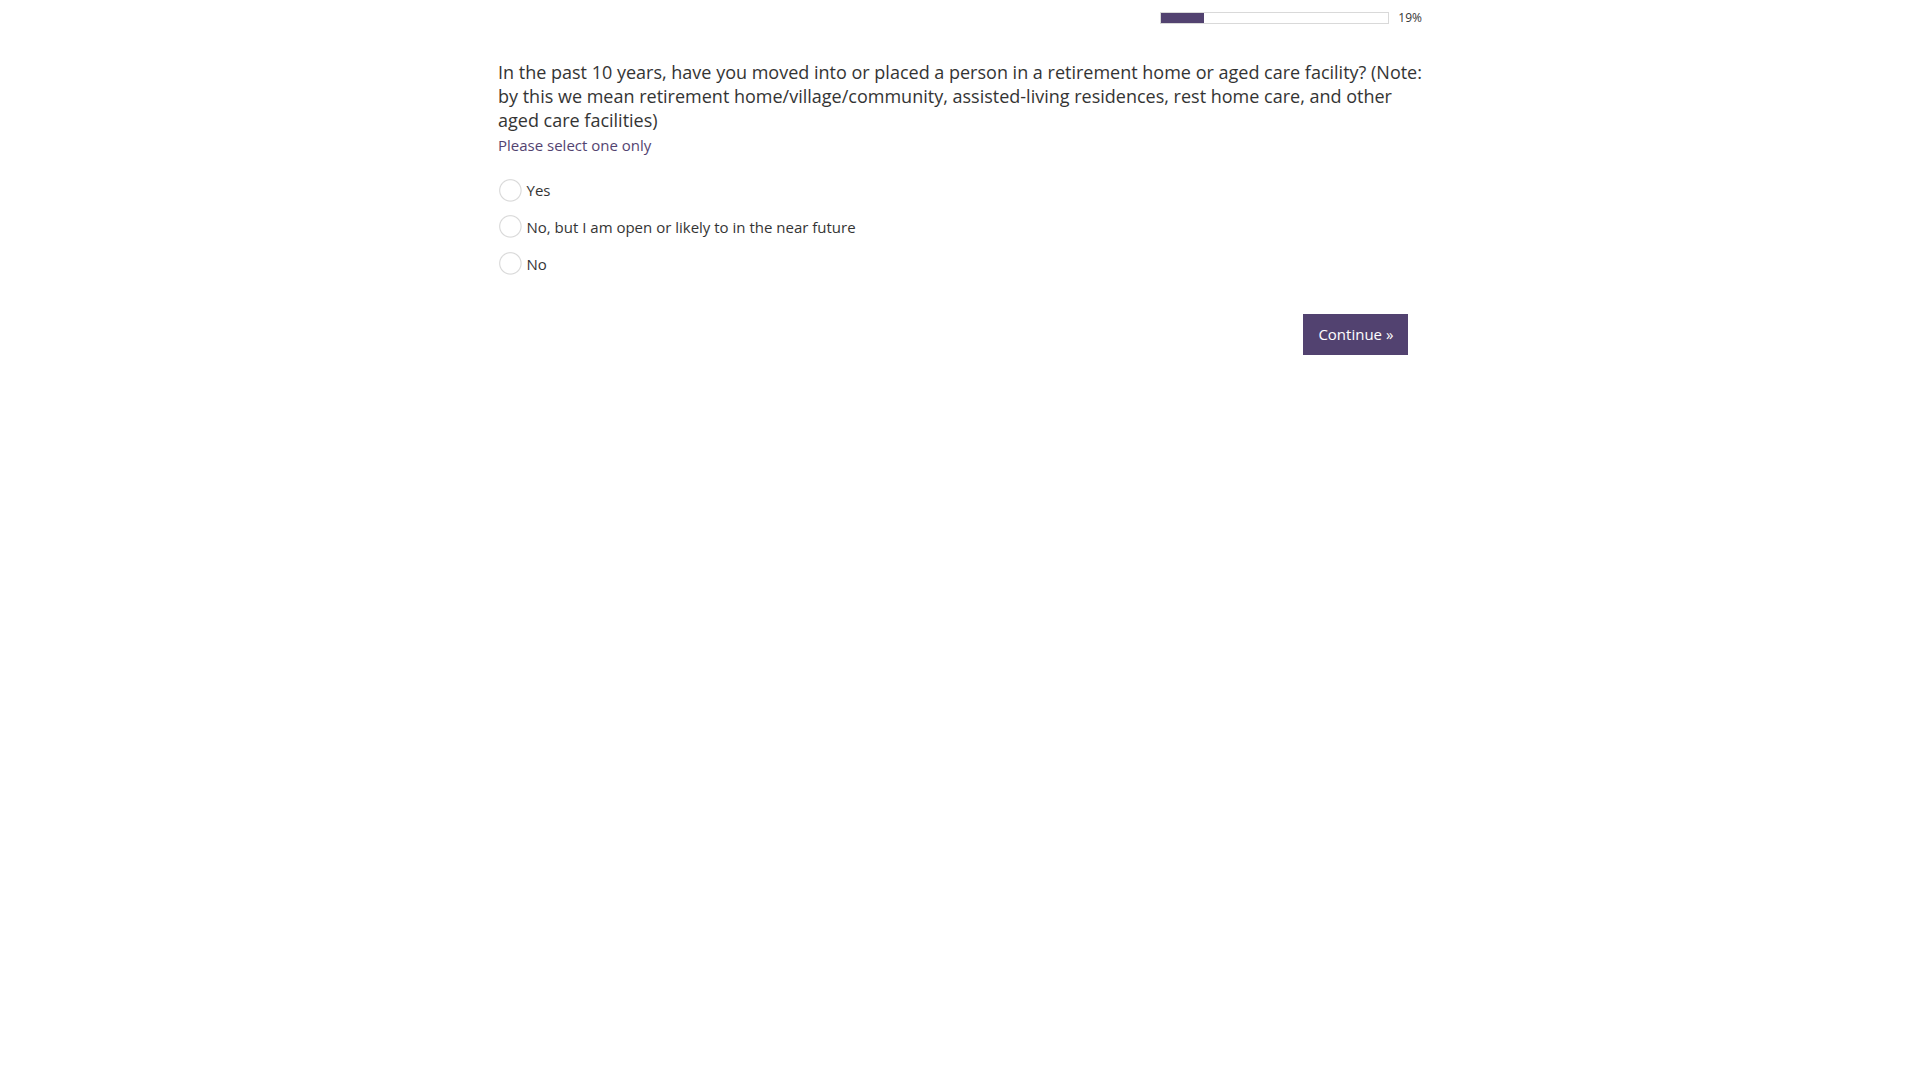 19%
In the past 10 years, have you moved into or placed a person in a retirement home or aged care facility? (Note:
by this we mean retirement home/village/community, assisted-living residences, rest home care, and other
aged care facilities)
Please select one only
Yes
No, but I am open or likely to in the near future
No
Continue »